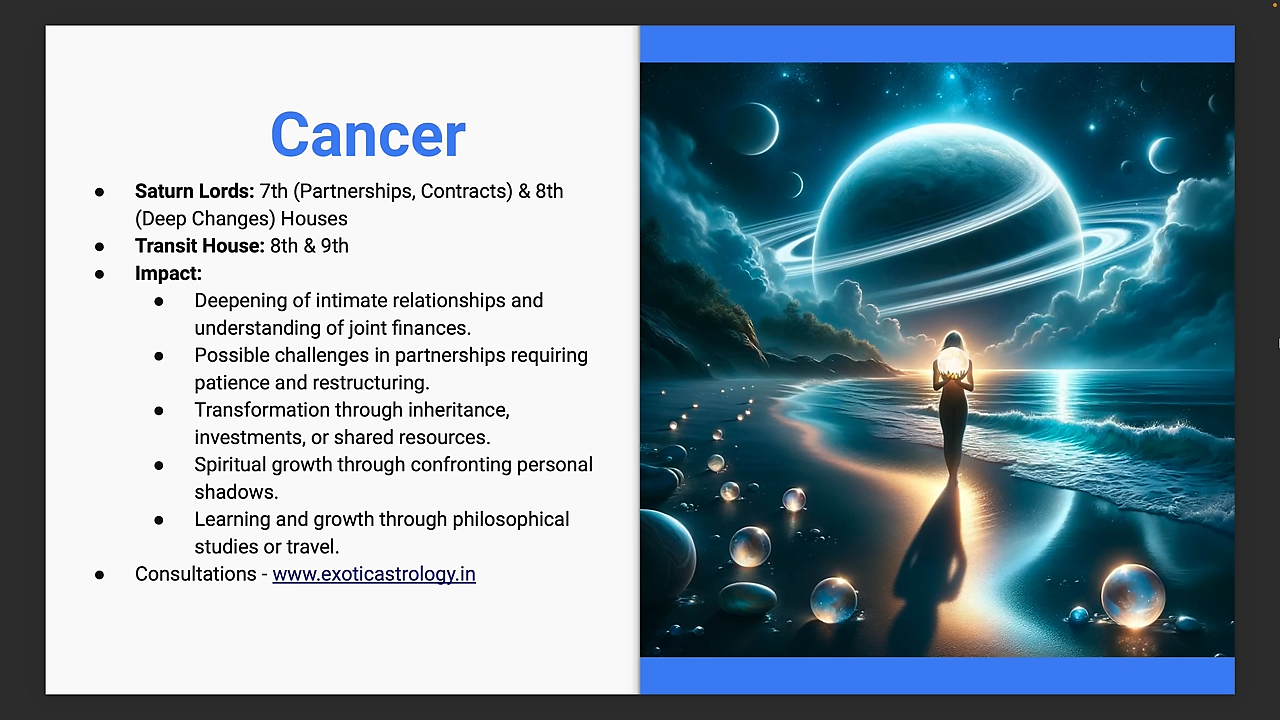 Cancer
● Saturn Lords: 7th (Partnerships, Contracts) & 8th
(Deep Changes) Houses
● Transit House: 8th & 9th
● Impact:
● Deepening of intimate relationships and
understanding of joint finances.
● Possible challenges in partnerships requiring
patience and restructuring.
● Transformation through inheritance,
investments, or shared resources.
● Spiritual growth through confronting personal
shadows.
● Learning and growth through philosophical
studies or travel.
● Consultations - www.exoticastrology.in